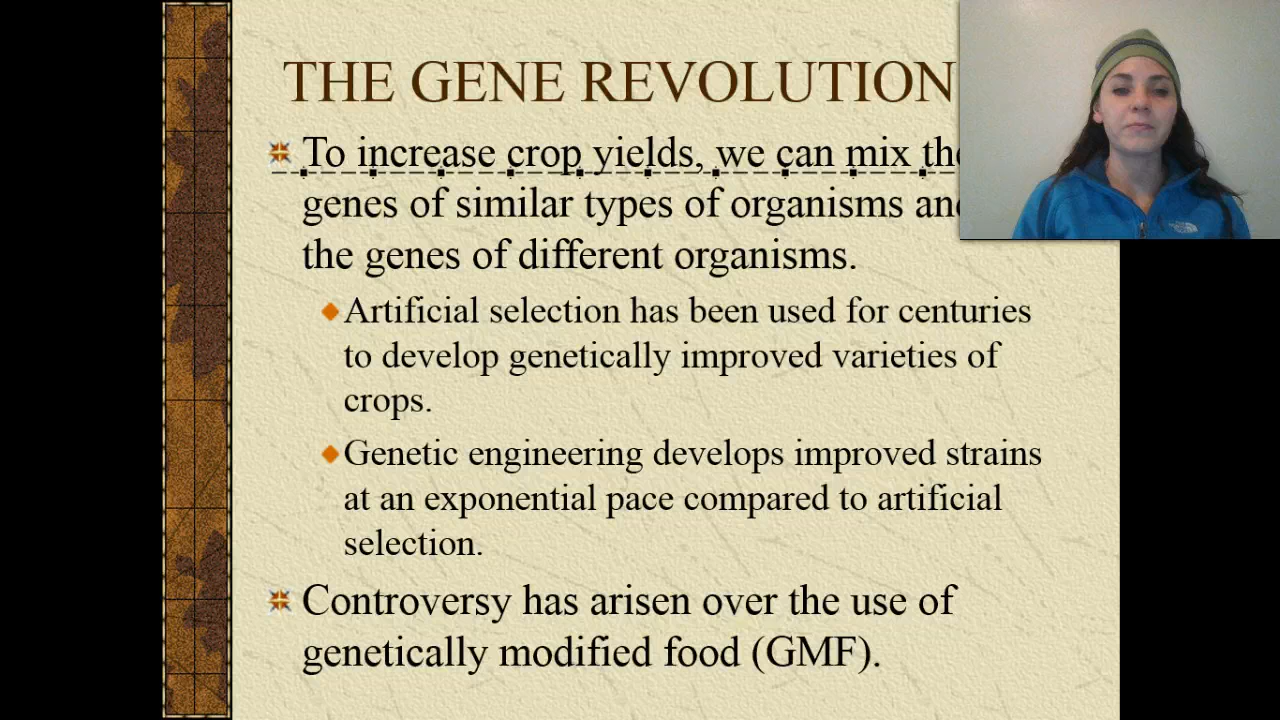 THE GENE REVOLUTION
To increase crop yields, we can mix the
genes of similar types of organisms and
the genes of different organisms.
Artificial selection has been used for centuries
to develop genetically improved varieties of
crops.
Genetic engineering develops improved strains
at an exponential pace compared to artificial
selection.
Controversy has arisen over the use of
genetically modified food (GMF).